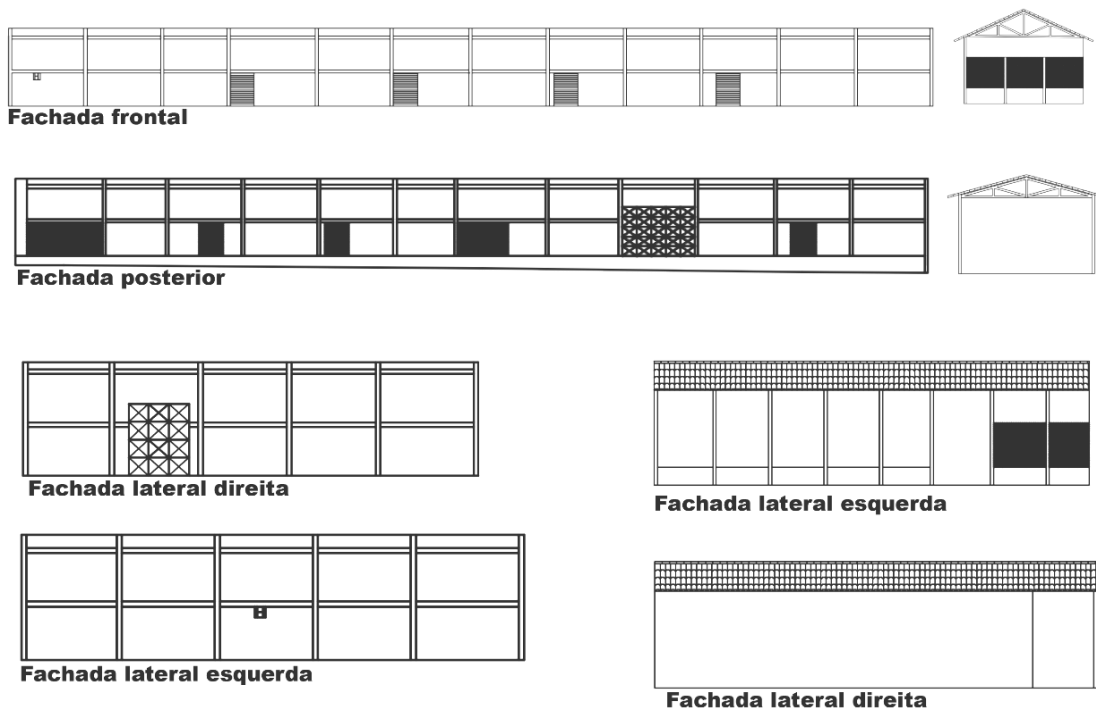 Fachada frontal
Fachada posterior
Fachada lateral direita
Fachada lateral esquerda
Fachada lateral esquerda
Fachada lateral direita